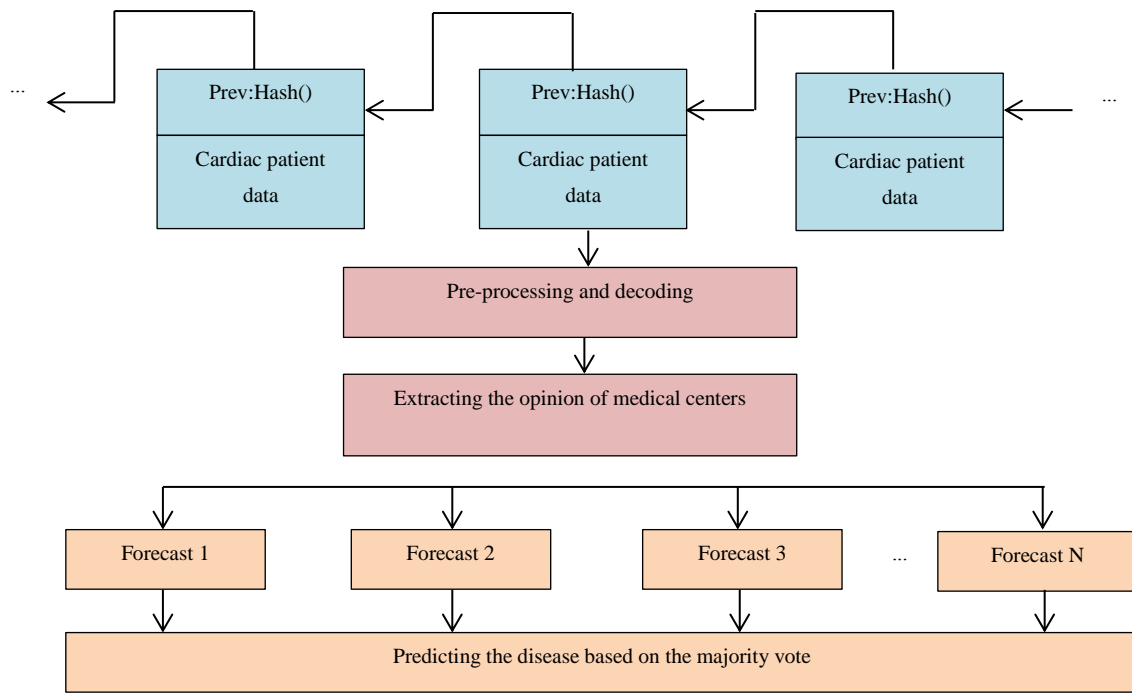 ...
Prev:Hash()
Prev:Hash()
Prev:Hash()
...
Cardiac patient
data
Cardiac patient
data
Cardiac patient
data
Pre-processing and decoding
Extracting the opinion of medical centers
Forecast 1
Forecast 2
Forecast 3
...
Forecast N
Predicting the disease based on the majority vote